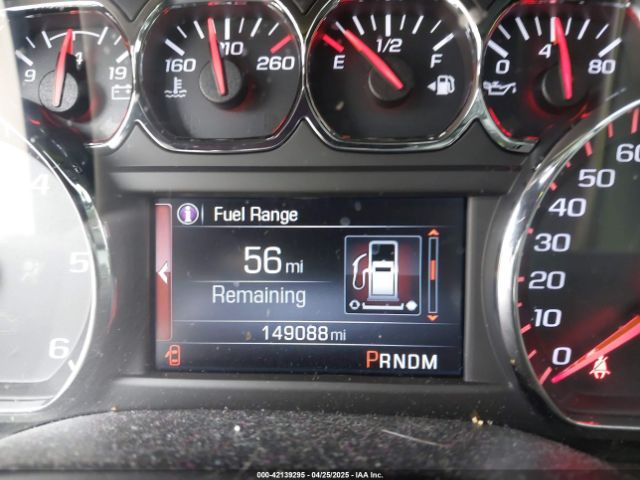 9 14 19
160 210 260
E 1/2 F
0 40 80
i Fuel Range
56 mi
Remaining
149088 mi
PRNDM
4
5
6
60
50
40
30
20
10
0
000-42139295 - 04/25/2025 - IAA Inc.